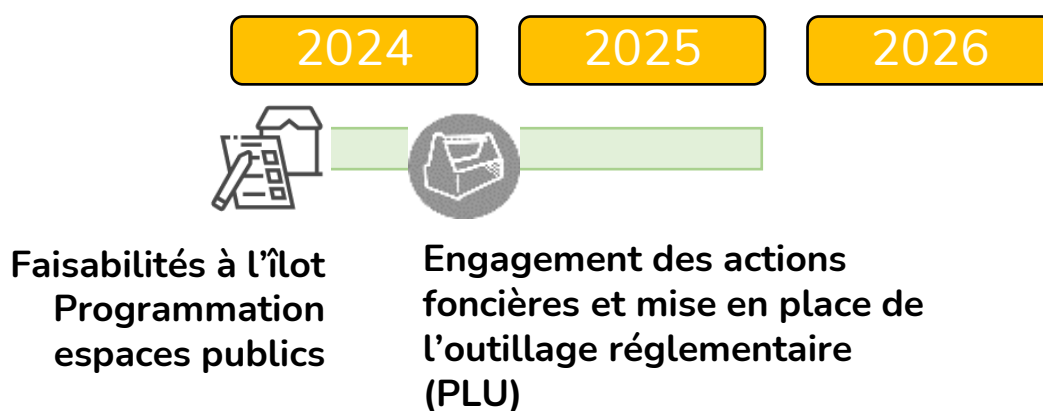 2024
2025
2026
Faisabilités à l’îlot
Programmation
espaces publics
Engagement des actions
foncières et mise en place de
l’outillage réglementaire
(PLU)